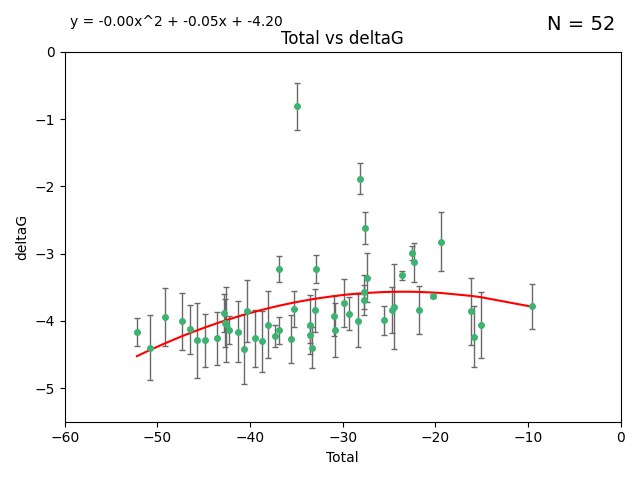 y = -0.00x^2 + -0.05x + -4.20
N = 52
Total vs deltaG
0
−1
−2
−3
−4
−5
deltaG
−60 −50 −40 −30 −20 −10 0
Total